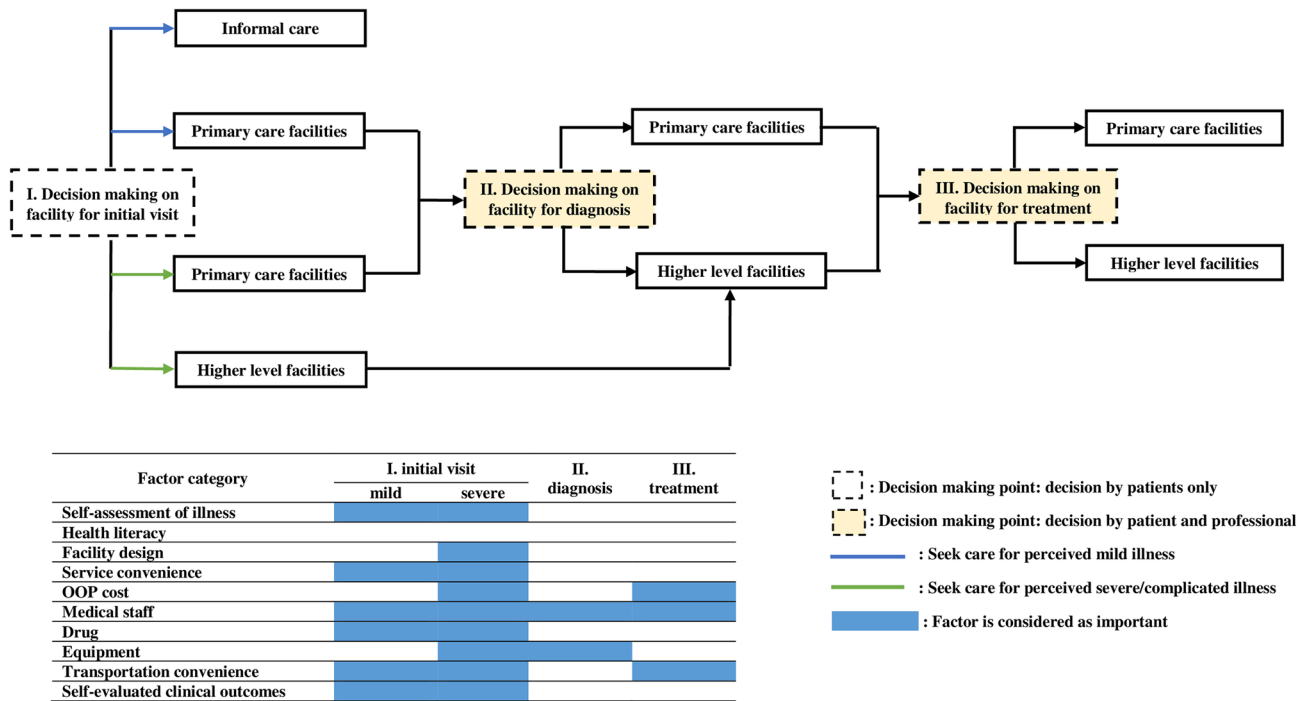 Informal care
Primary care facilities
I. Decision making on
facility for initial visit
Primary care facilities
Higher level facilities
II. Decision making on
facility for diagnosis
Primary care facilities
Higher level facilities
III. Decision making on
facility for treatment
Primary care facilities
Higher level facilities
Factor category
I. initial visit
mild
severe
II.
diagnosis
III.
treatment
Self-assessment of illness
Health literacy
Facility design
Service convenience
OOP cost
Medical staff
Drug
Equipment
Transportation convenience
Self-evaluated clinical outcomes
: Decision making point: decision by patients only
: Decision making point: decision by patient and professional
: Seek care for perceived mild illness
: Seek care for perceived severe/complicated illness
: Factor is considered as important